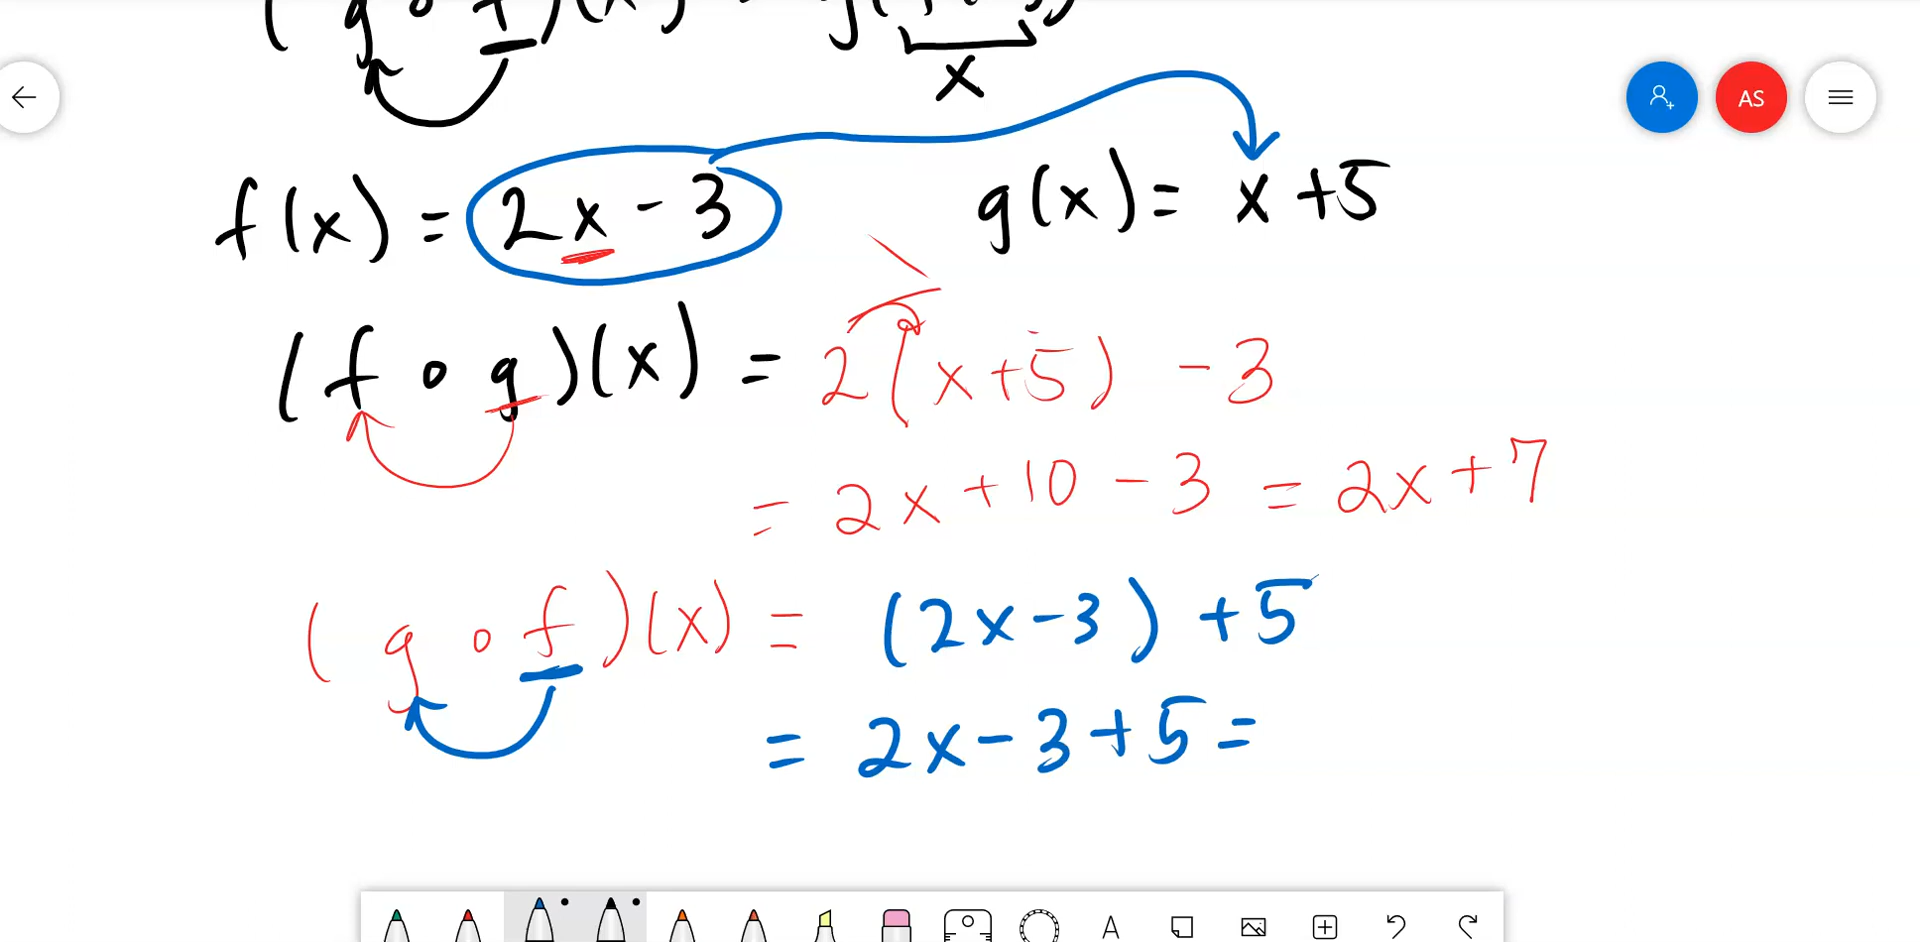 (g∘f)(x) = g(f(x))
x
AS
f(x) = 2x - 3 g(x) = x + 5
(f∘g)(x) = 2(x+5) - 3
= 2x + 10 - 3 = 2x + 7
(g∘f)(x) = (2x - 3) + 5
= 2x - 3 + 5 =
A